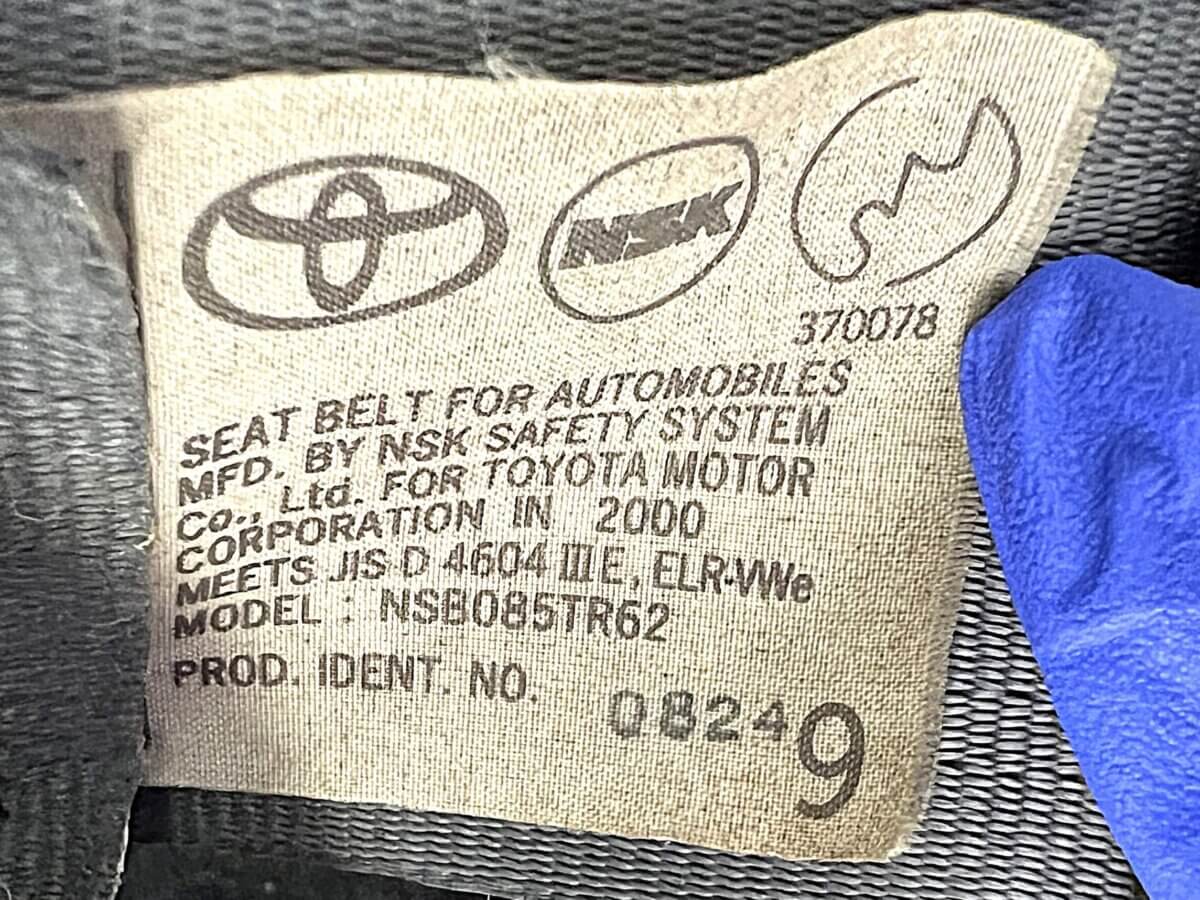 NSK
370078
SEAT BELT FOR AUTOMOBILES
MFD. BY NSK SAFETY SYSTEM
Co., Ltd. FOR TOYOTA MOTOR
CORPORATION IN 2000
MEETS JIS D 4604 III E, ELR-VWe
MODEL : NSB085TR62
PROD. IDENT. NO.
08249